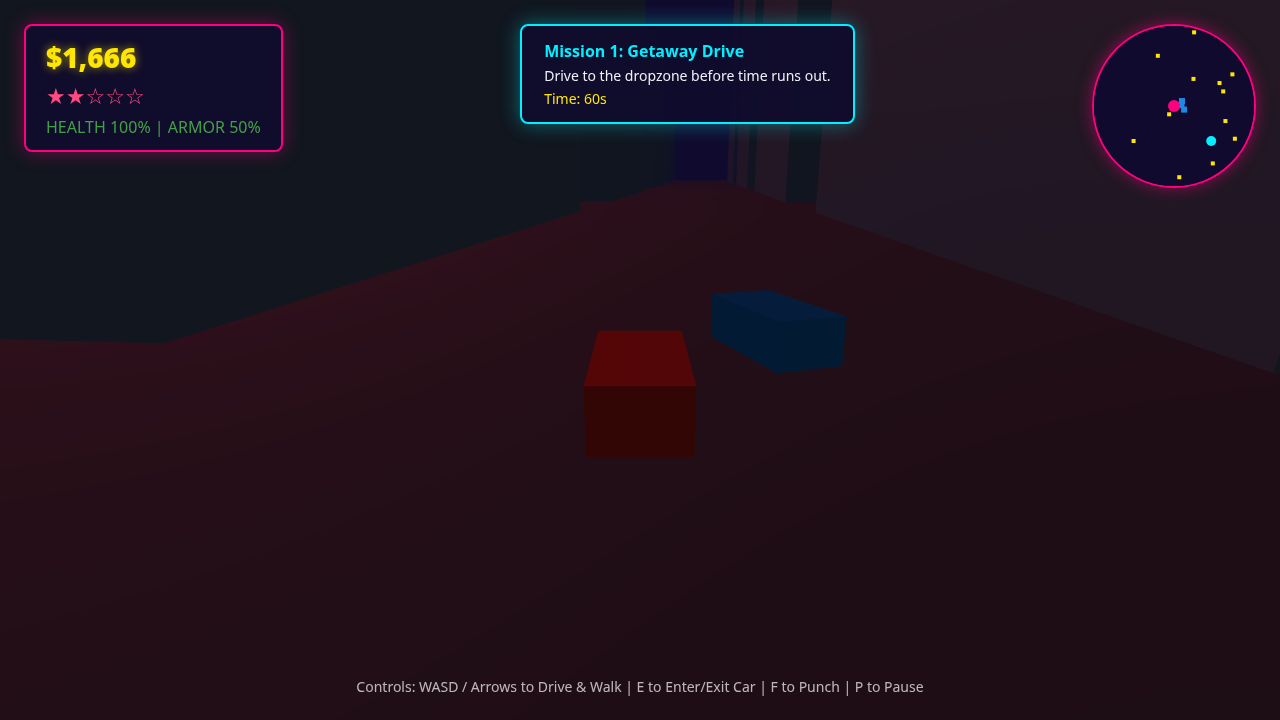 $1,666
★★☆☆☆
HEALTH 100% | ARMOR 50%
Mission 1: Getaway Drive
Drive to the dropzone before time runs out.
Time: 60s
Controls: WASD / Arrows to Drive & Walk | E to Enter/Exit Car | F to Punch | P to Pause